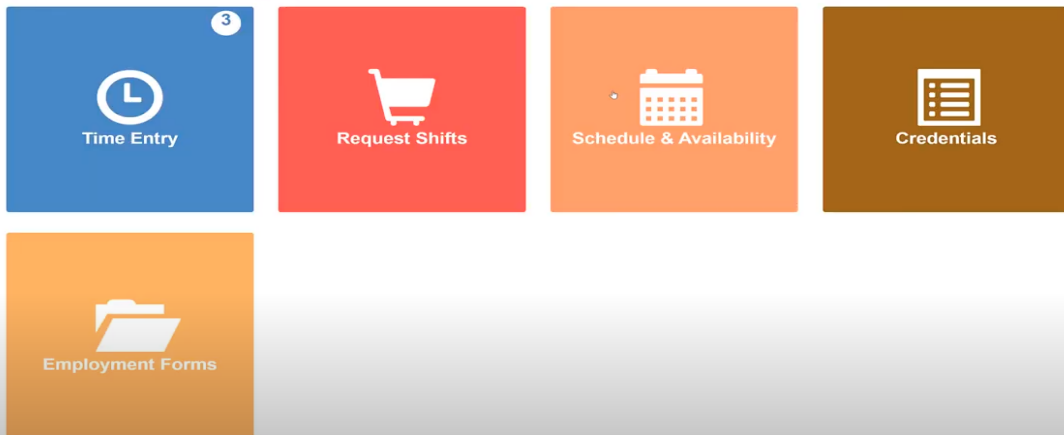 3
Time Entry
Request Shifts
Schedule & Availability
Credentials
Employment Forms